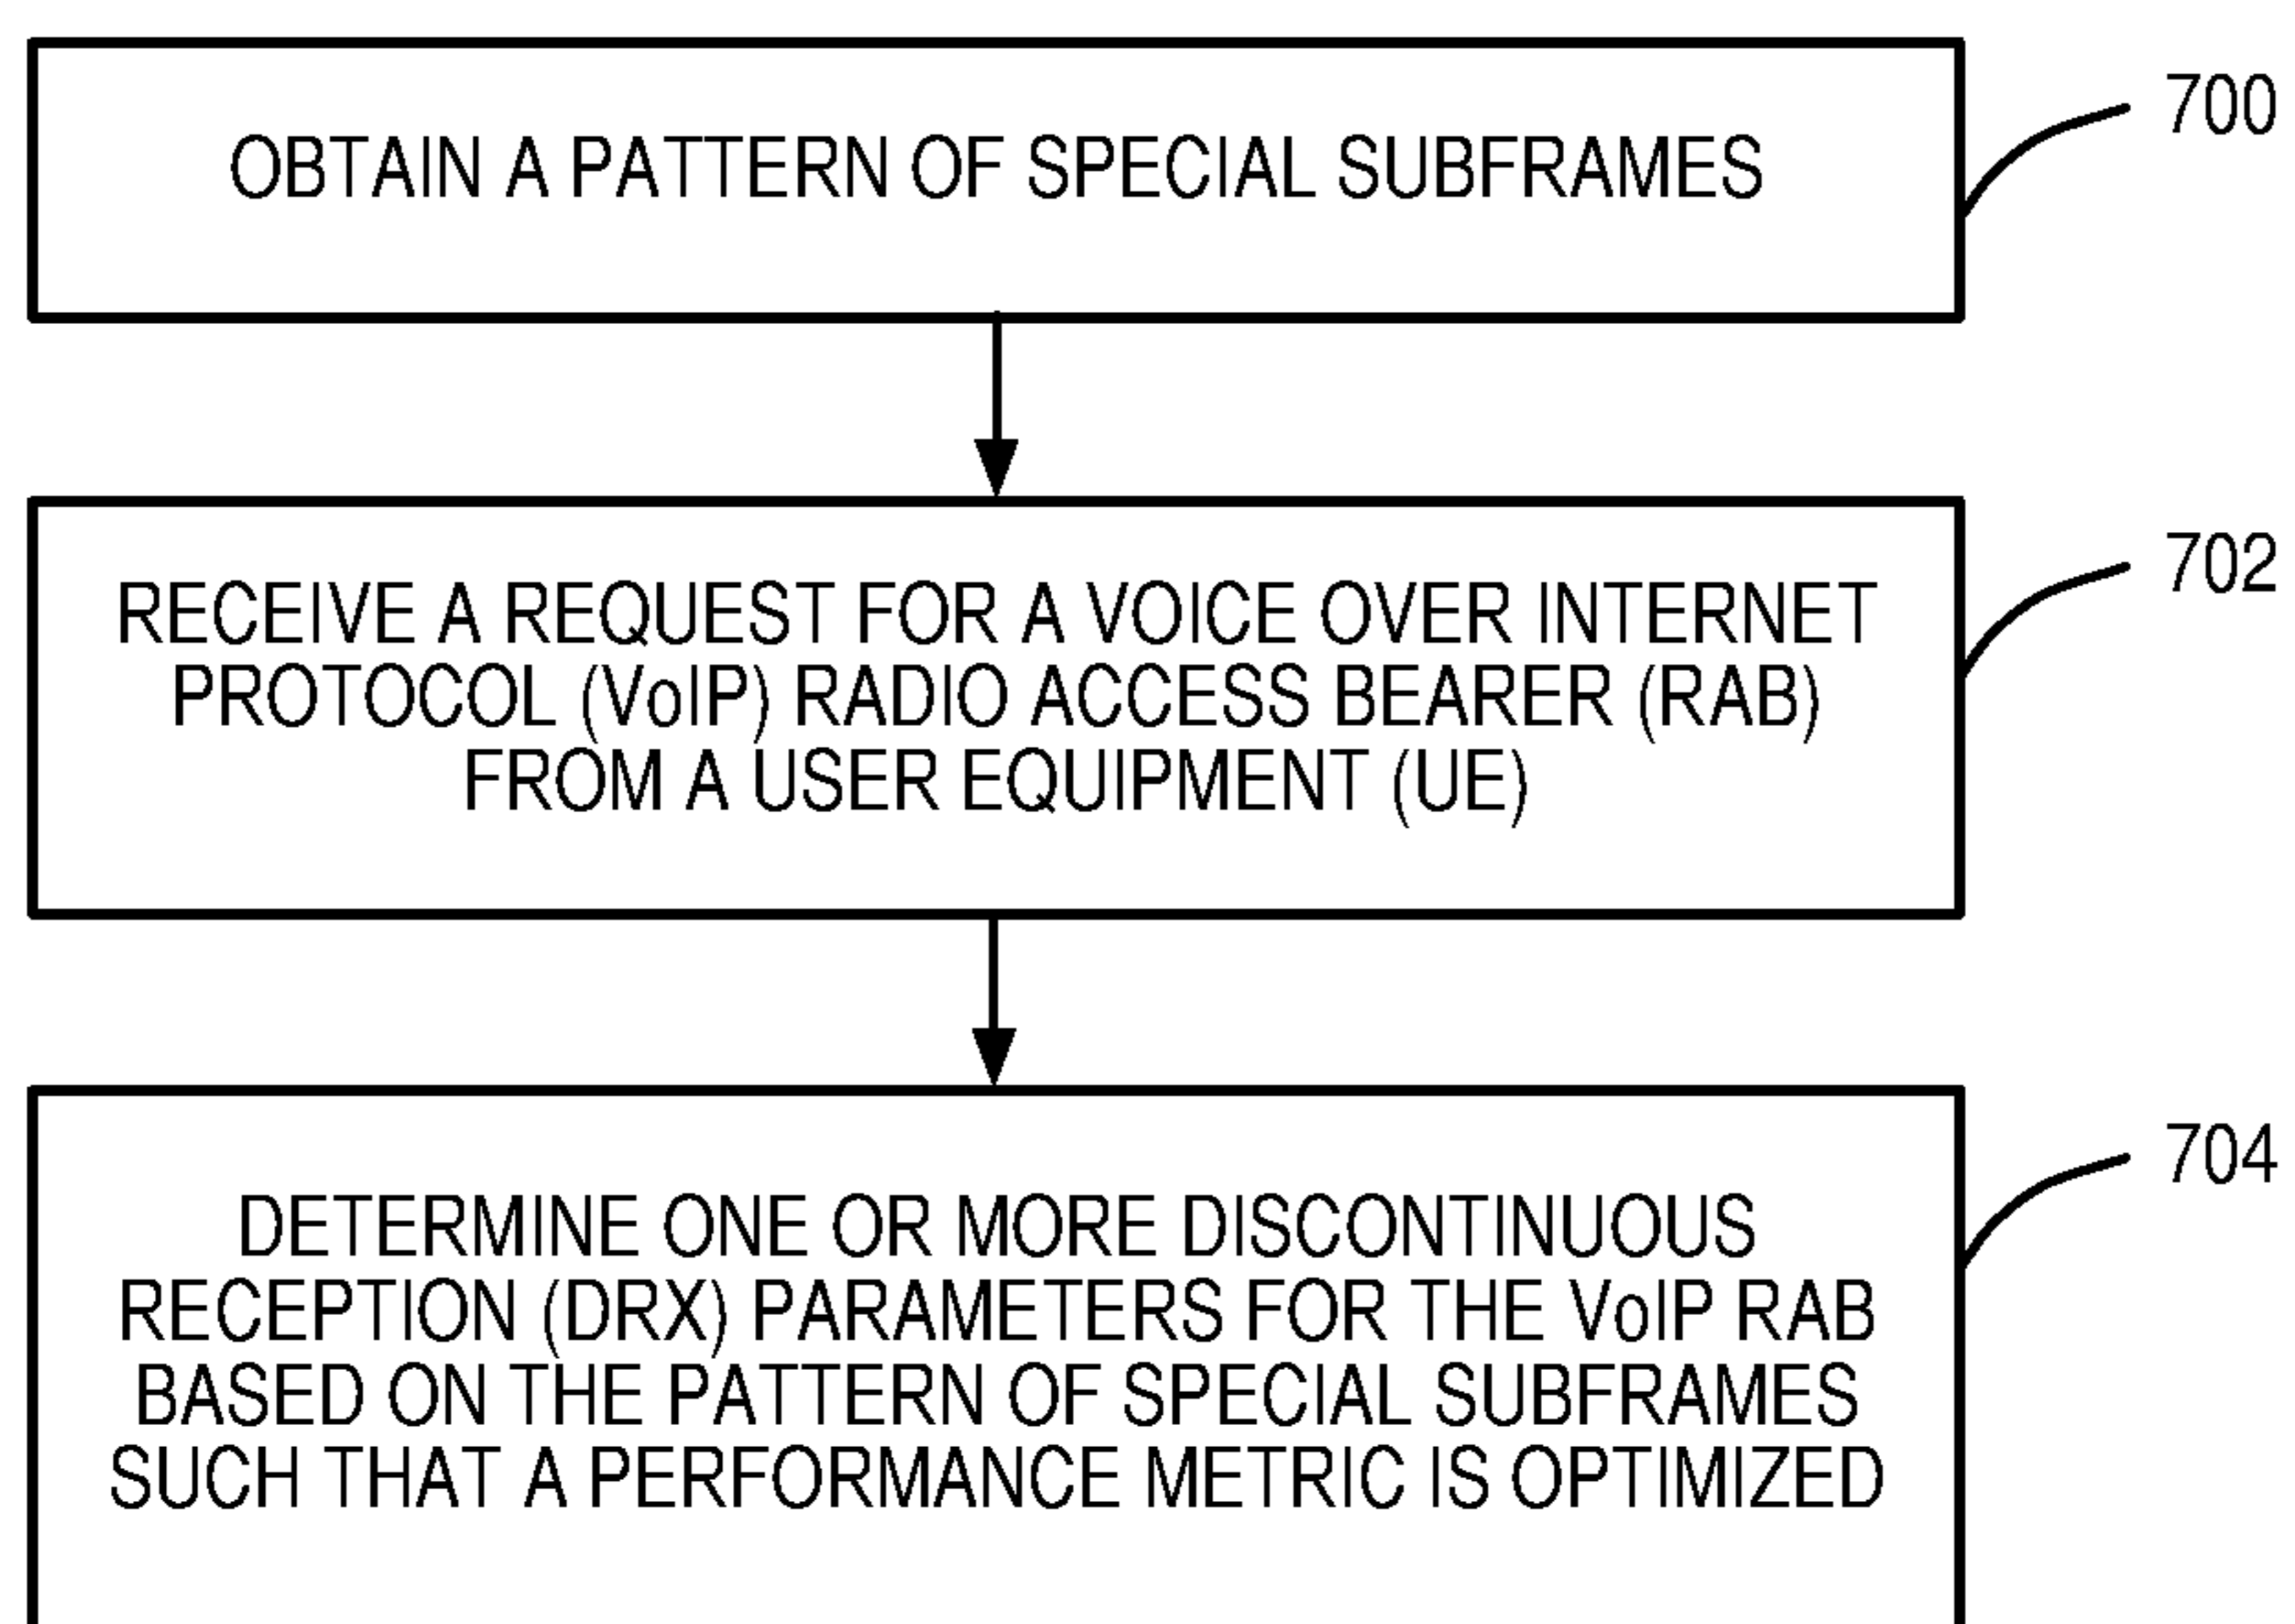 OBTAIN A PATTERN OF SPECIAL SUBFRAMES
700
RECEIVE A REQUEST FOR A VOICE OVER INTERNET
PROTOCOL (VoIP) RADIO ACCESS BEARER (RAB)
FROM A USER EQUIPMENT (UE)
702
DETERMINE ONE OR MORE DISCONTINUOUS
RECEPTION (DRX) PARAMETERS FOR THE VoIP RAB
BASED ON THE PATTERN OF SPECIAL SUBFRAMES
SUCH THAT A PERFORMANCE METRIC IS OPTIMIZED
704